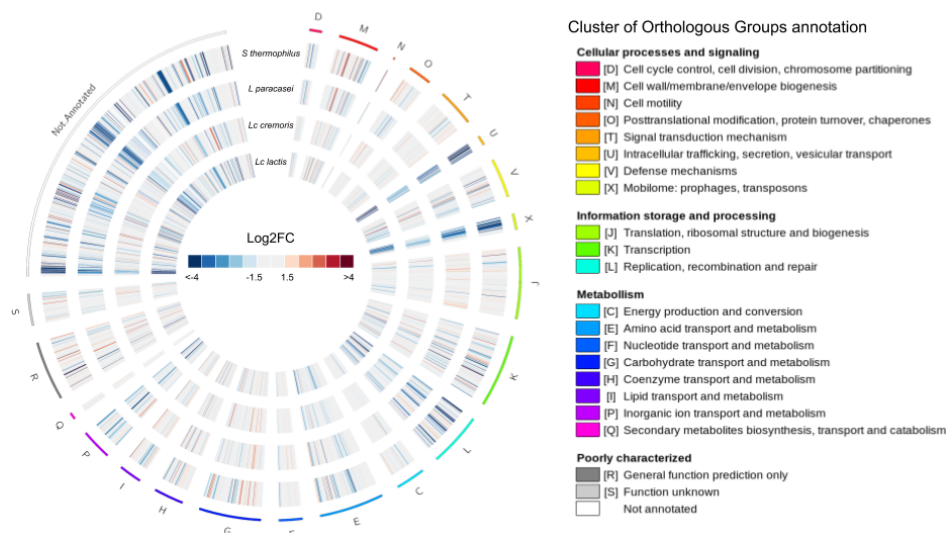 Cluster of Orthologous Groups annotation
D
M
N
O
T
U
V
X
J
K
L
C
E
F
G
H
I
P
Q
R
S
Not Annotated
S thermophilus
L paracasei
Lc cremoris
Lc lactis
Log2FC
<-4 -1.5 1.5 >4
Cellular processes and signaling
[D] Cell cycle control, cell division, chromosome partitioning
[M] Cell wall/membrane/envelope biogenesis
[N] Cell motility
[O] Posttranslational modification, protein turnover, chaperones
[T] Signal transduction mechanism
[U] Intracellular trafficking, secretion, vesicular transport
[V] Defense mechanisms
[X] Mobilome: prophages, transposons
Information storage and processing
[J] Translation, ribosomal structure and biogenesis
[K] Transcription
[L] Replication, recombination and repair
Metabollism
[C] Energy production and conversion
[E] Amino acid transport and metabolism
[F] Nucleotide transport and metabolism
[G] Carbohydrate transport and metabolism
[H] Coenzyme transport and metabolism
[I] Lipid transport and metabolism
[P] Inorganic ion transport and metabolism
[Q] Secondary metabolites biosynthesis, transport and catabolism
Poorly characterized
[R] General function prediction only
[S] Function unknown
Not annotated